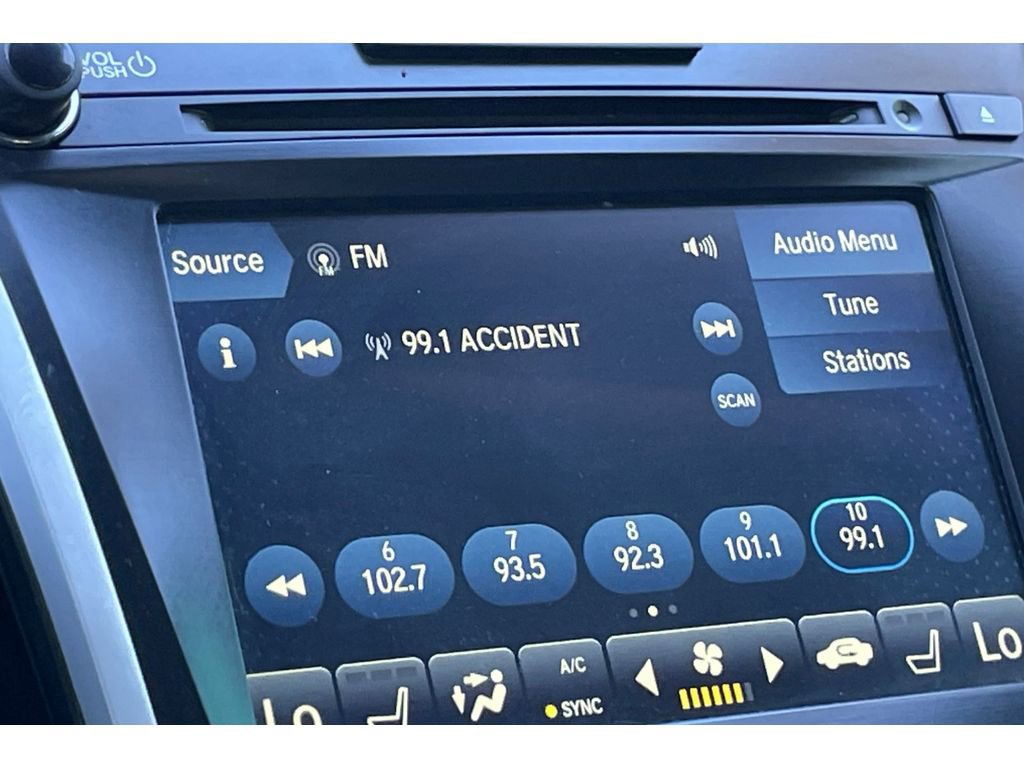 VOL
PUSH
Source
FM
FM
Audio Menu
Tune
i
99.1 ACCIDENT
Stations
SCAN
6
102.7
7
93.5
8
92.3
9
101.1
10
99.1
Lo
A/C
SYNC
Lo